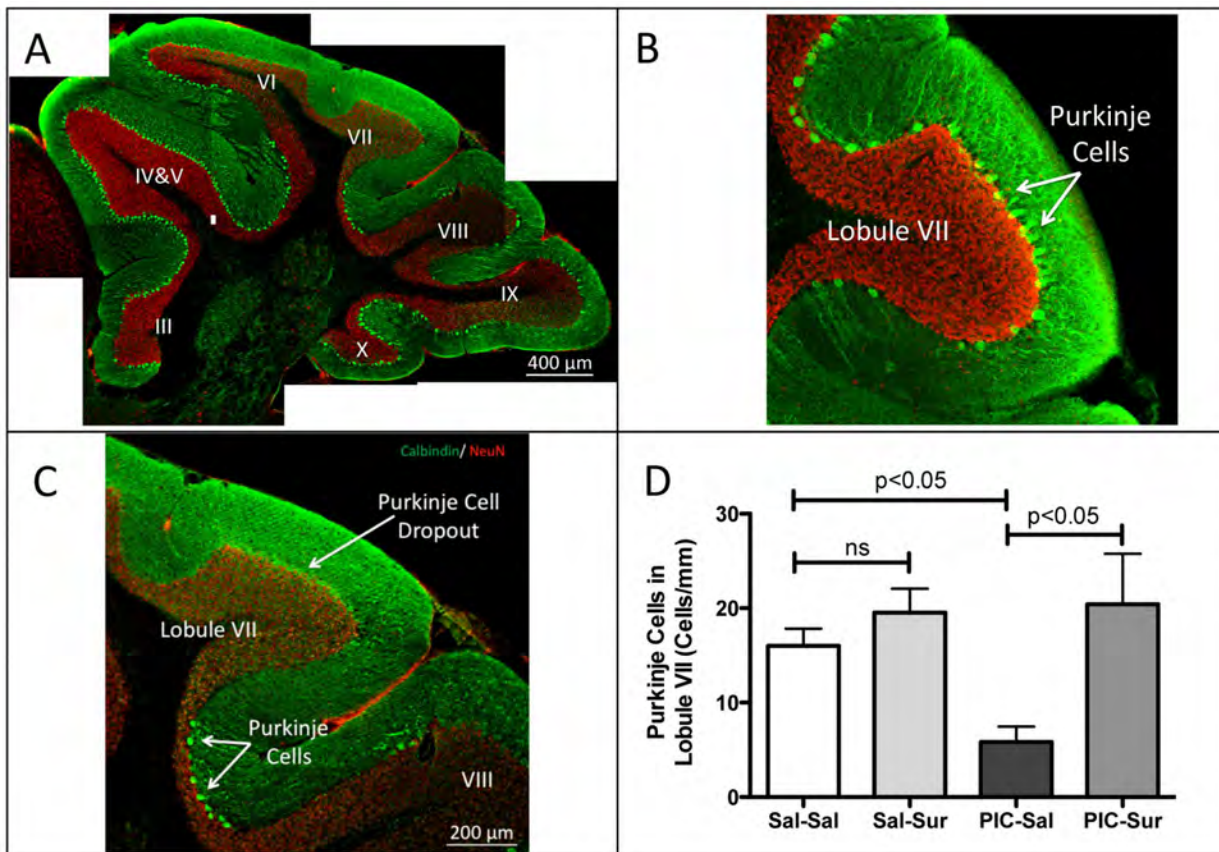 A
VI
VII
IV&V
VIII
IX
III
X
400 µm
B
Purkinje
Cells
Lobule VII
C
Calbindin/ NeuN
Purkinje Cell
Dropout
Lobule VII
Purkinje
Cells
VIII
200 µm
D
p<0.05
p<0.05
ns
30
20
10
0
Purkinje Cells in
Lobule VII (Cells/mm)
Sal-Sal Sal-Sur PIC-Sal PIC-Sur